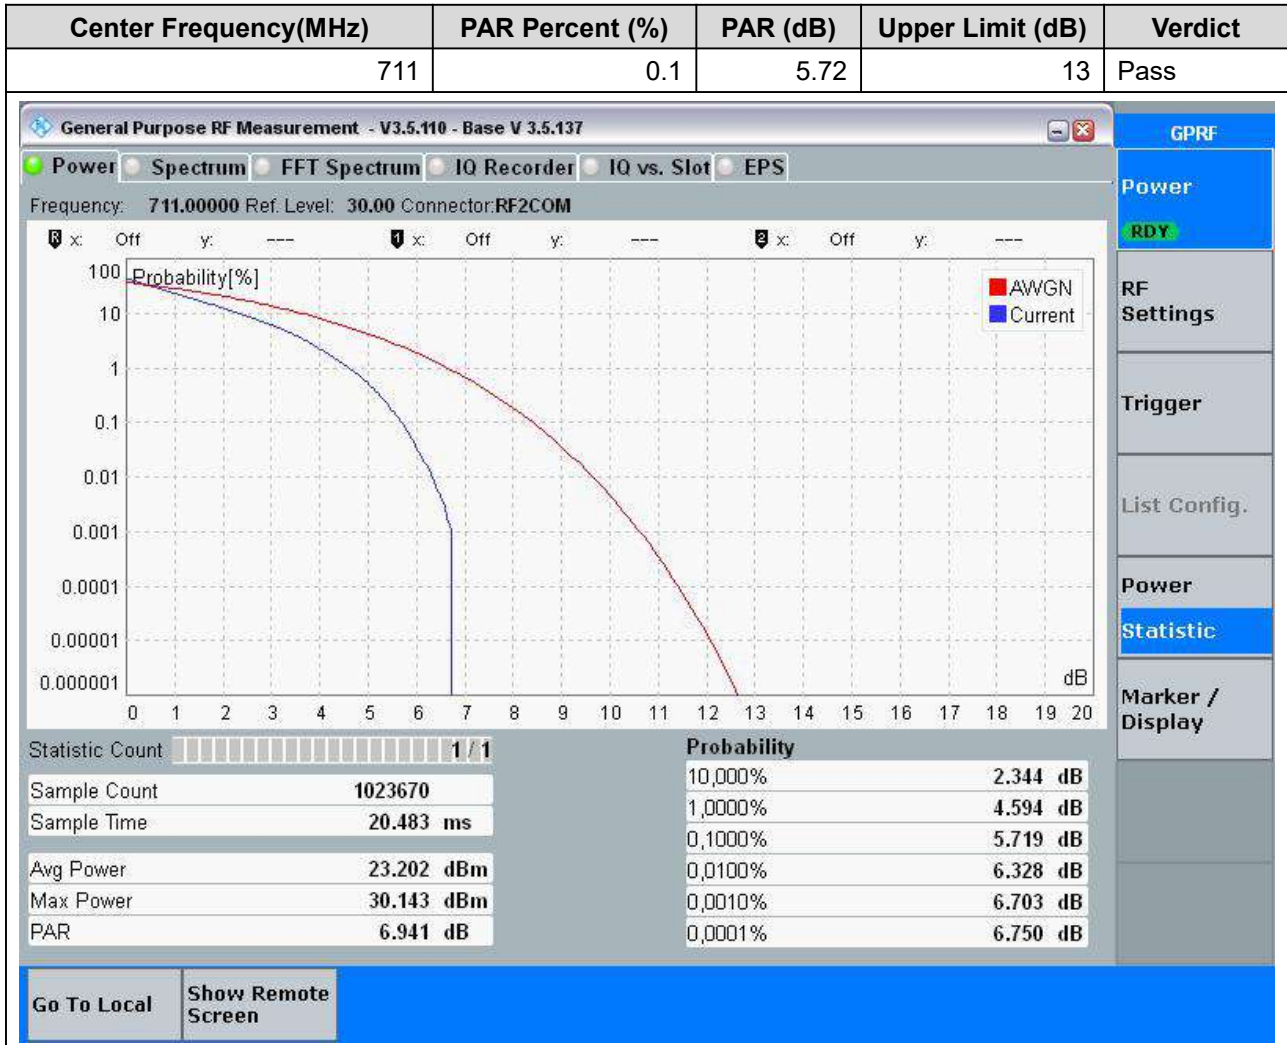 Center Frequency(MHz) PAR Percent (%) PAR (dB) Upper Limit (dB) Verdict
711 0.1 5.72 13 Pass
General Purpose RF Measurement - V3.5.110 - Base V 3.5.137
GPRF
Power Spectrum FFT Spectrum IQ Recorder IQ vs. Slot EPS
Power
RDY
Frequency: 711.00000 Ref. Level: 30.00 Connector:RF2COM
R x: Off y: --- 1 x: Off y: --- 2 x: Off y: ---
Probability[%]
AWGN
Current
100
10
1
0.1
0.01
0.001
0.0001
0.00001
0.000001
dB
0 1 2 3 4 5 6 7 8 9 10 11 12 13 14 15 16 17 18 19 20
RF
Settings
Trigger
List Config.
Power
Statistic
Marker /
Display
Statistic Count 1 / 1
Sample Count 1023670
Sample Time 20.483 ms
Avg Power 23.202 dBm
Max Power 30.143 dBm
PAR 6.941 dB
Probability
10,000% 2.344 dB
1,0000% 4.594 dB
0,1000% 5.719 dB
0,0100% 6.328 dB
0,0010% 6.703 dB
0,0001% 6.750 dB
Go To Local
Show Remote
Screen